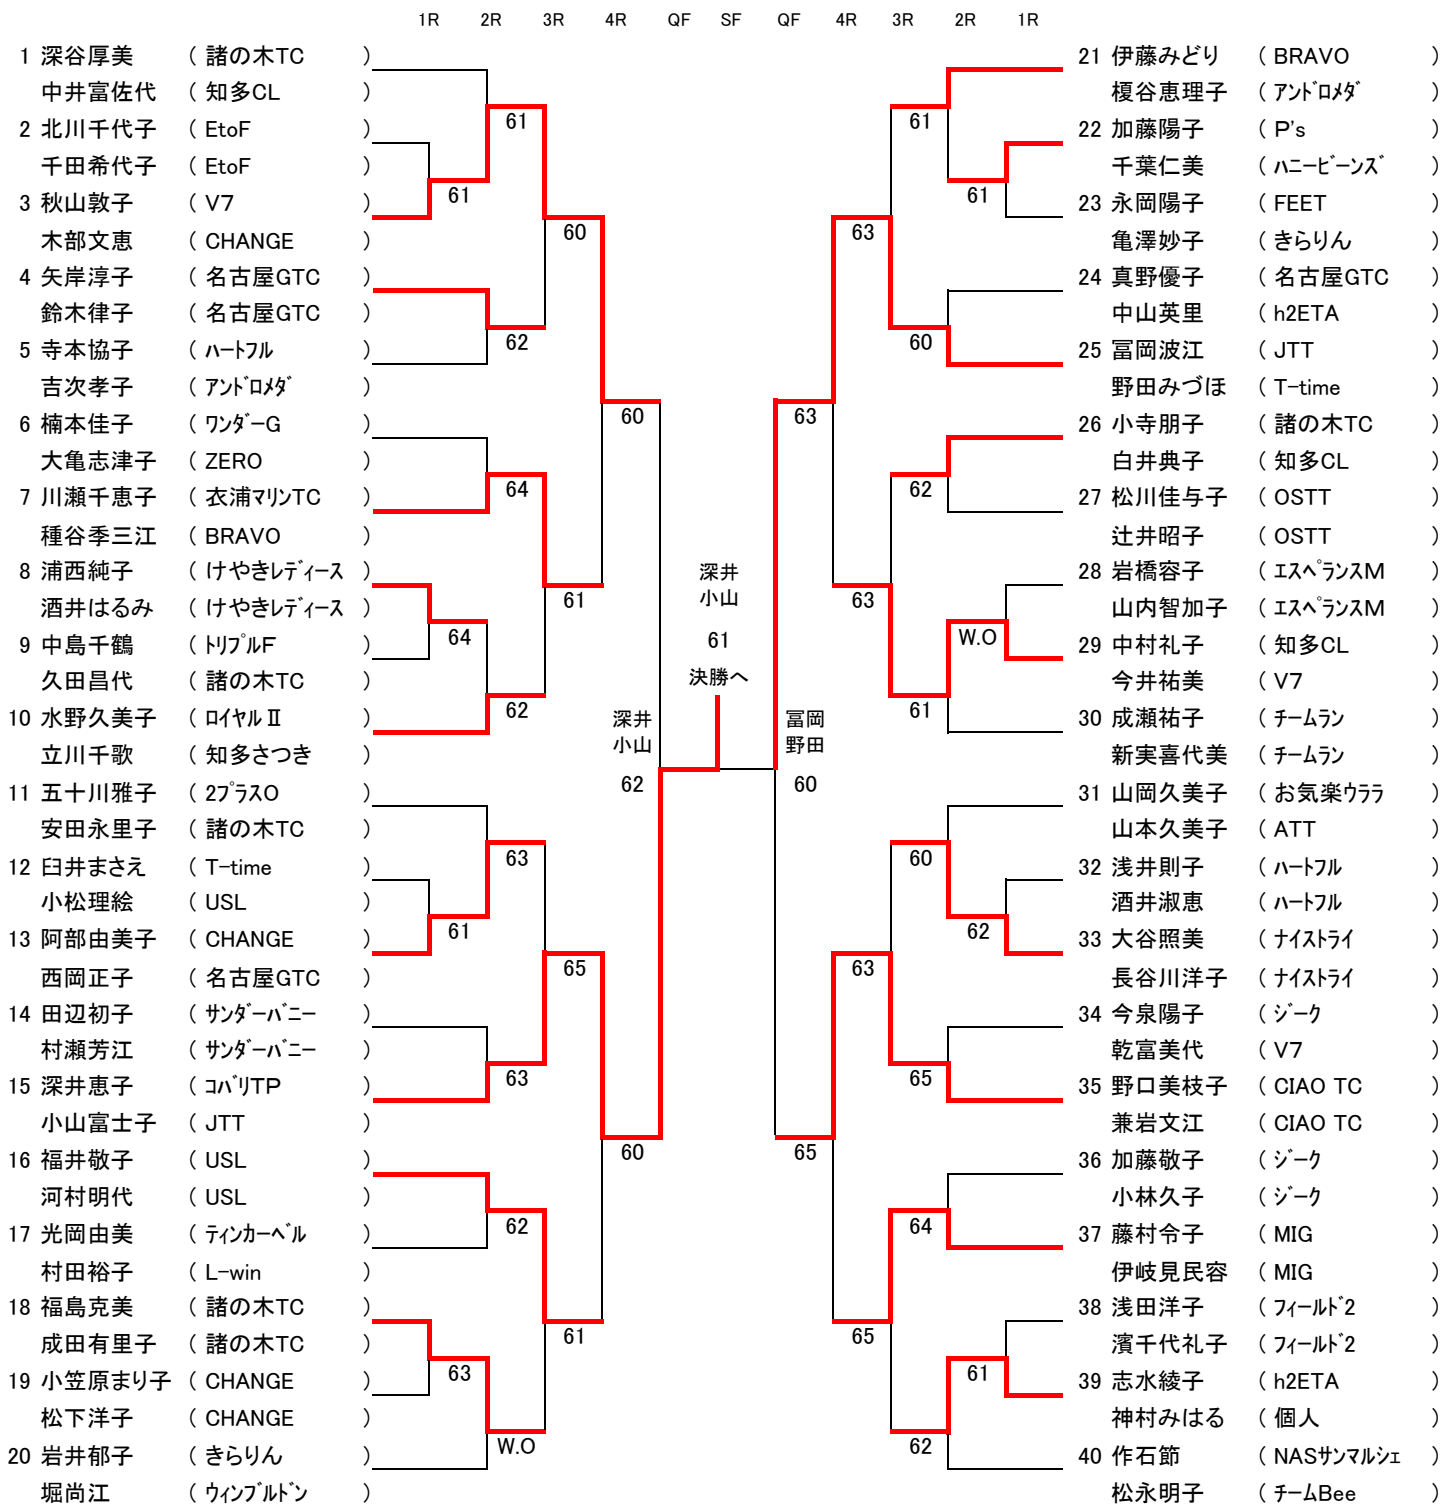 1R 2R 3R 4R QF SF QF 4R 3R 2R 1R
1 深谷厚美 ( 諸の木TC )
中井富佐代 ( 知多CL )
2 北川千代子 ( EtoF )
千田希代子 ( EtoF )
3 秋山敦子 ( V7 )
木部文恵 ( CHANGE )
4 矢岸淳子 ( 名古屋GTC )
鈴木律子 ( 名古屋GTC )
5 寺本協子 ( ハートフル )
吉次孝子 ( アンドロメダ )
6 楠本佳子 ( ワンダーG )
大亀志津子 ( ZERO )
7 川瀬千恵子 ( 衣浦マリンTC )
種谷季三江 ( BRAVO )
8 浦西純子 ( けやきレディース )
酒井はるみ ( けやきレディース )
9 中島千鶴 ( トリプルF )
久田昌代 ( 諸の木TC )
10 水野久美子 ( ロイヤルⅡ )
立川千歌 ( 知多さつき )
11 五十川雅子 ( 2プラスO )
安田永里子 ( 諸の木TC )
12 臼井まさえ ( T-time )
小松理絵 ( USL )
13 阿部由美子 ( CHANGE )
西岡正子 ( 名古屋GTC )
14 田辺初子 ( サンダーバニー )
村瀬芳江 ( サンダーバニー )
15 深井恵子 ( コバリTP )
小山富士子 ( JTT )
16 福井敬子 ( USL )
河村明代 ( USL )
17 光岡由美 ( ティンカーベル )
村田裕子 ( L-win )
18 福島克美 ( 諸の木TC )
成田有里子 ( 諸の木TC )
19 小笠原まり子 ( CHANGE )
松下洋子 ( CHANGE )
20 岩井郁子 ( きらりん )
堀尚江 ( ウィンブルドン )
61
64
61
63
61
62
64
62
63
63
62
W.O
60
61
65
61
60
60
深井
小山
62
深井
小山
61
決勝へ
冨岡
野田
60
63
65
63
63
63
65
61
60
62
61
60
65
64
62
61
W.O
62
61
21 伊藤みどり ( BRAVO )
榎谷恵理子 ( アンドロメダ )
22 加藤陽子 ( P's )
千葉仁美 ( ハニービーンズ )
23 永岡陽子 ( FEET )
亀澤妙子 ( きらりん )
24 真野優子 ( 名古屋GTC )
中山英里 ( h2ETA )
25 冨岡波江 ( JTT )
野田みづほ ( T-time )
26 小寺朋子 ( 諸の木TC )
白井典子 ( 知多CL )
27 松川佳与子 ( OSTT )
辻井昭子 ( OSTT )
28 岩橋容子 ( エスペランスM )
山内智加子 ( エスペランスM )
29 中村礼子 ( 知多CL )
今井祐美 ( V7 )
30 成瀬祐子 ( チームラン )
新実喜代美 ( チームラン )
31 山岡久美子 ( お気楽ウララ )
山本久美子 ( ATT )
32 浅井則子 ( ハートフル )
酒井淑恵 ( ハートフル )
33 大谷照美 ( ナイストライ )
長谷川洋子 ( ナイストライ )
34 今泉陽子 ( ジーク )
乾富美代 ( V7 )
35 野口美枝子 ( CIAO TC )
兼岩文江 ( CIAO TC )
36 加藤敬子 ( ジーク )
小林久子 ( ジーク )
37 藤村令子 ( MIG )
伊岐見民容 ( MIG )
38 浅田洋子 ( フィールド2 )
濱千代礼子 ( フィールド2 )
39 志水綾子 ( h2ETA )
神村みはる ( 個人 )
40 作石節 ( NASサンマルシェ )
松永明子 ( チームBee )